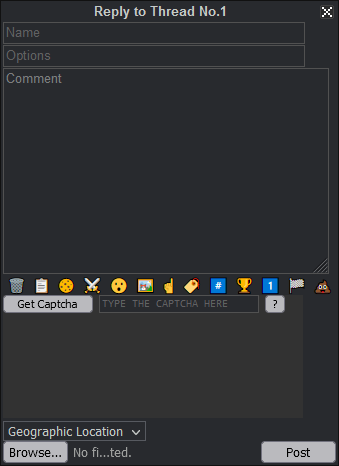 Reply to Thread No.1
Name
Options
Comment
#
1
Get Captcha
TYPE THE CAPTCHA HERE
?
Geographic Location
Browse...
No fi...ted.
Post